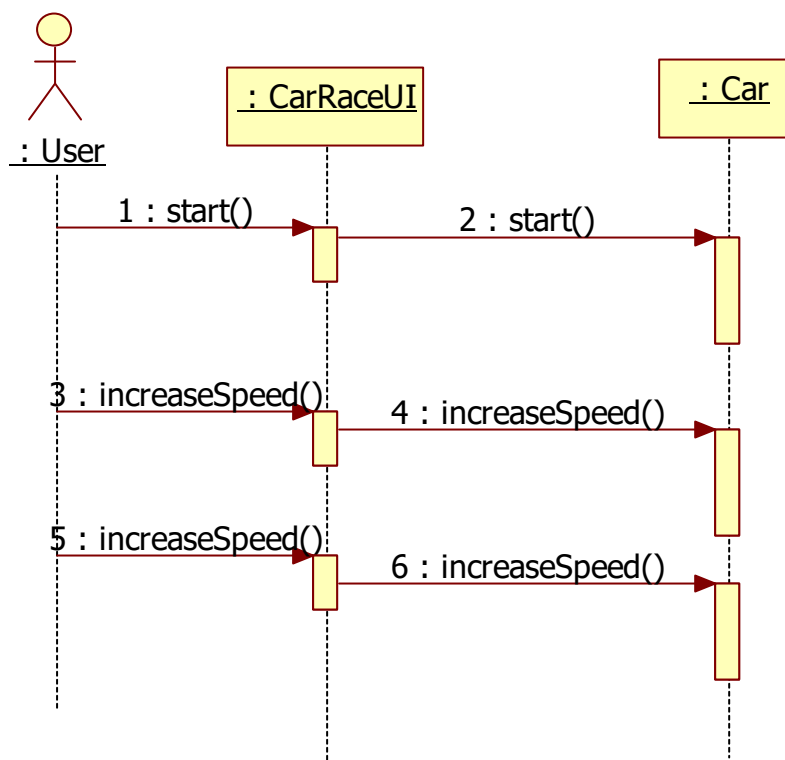 : User
: CarRaceUI
: Car
1 : start()
2 : start()
3 : increaseSpeed()
4 : increaseSpeed()
5 : increaseSpeed()
6 : increaseSpeed()